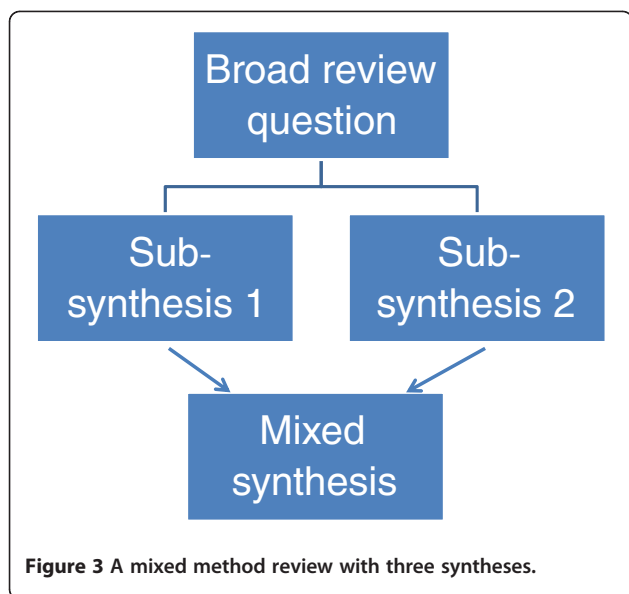 Broad review
question
Sub-
synthesis 1
Sub-
synthesis 2
Mixed
synthesis
Figure 3 A mixed method review with three syntheses.